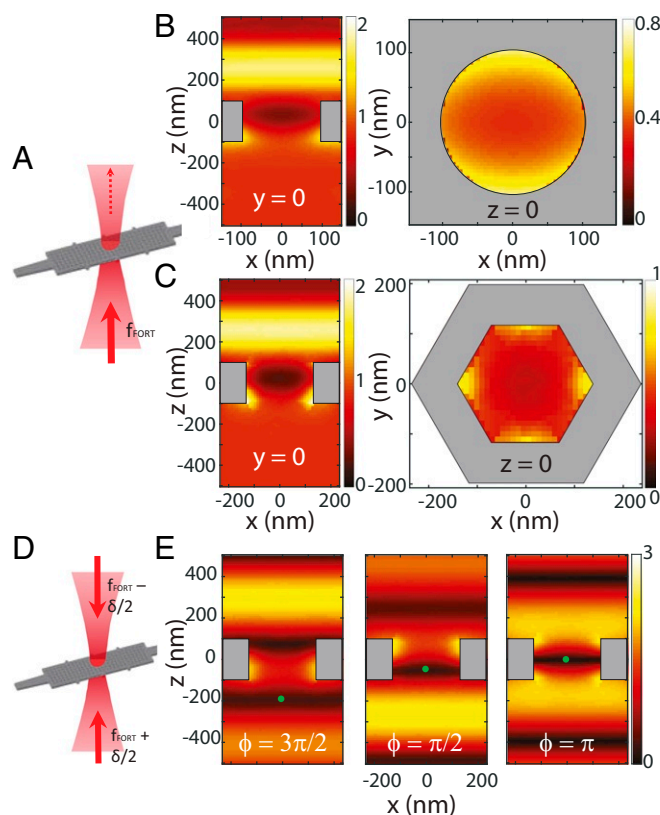 A
f_FORT
B
z (nm)
400
200
0
-200
-400
-100
0
100
x (nm)
y = 0
2
1
0
y (nm)
100
0
-100
-100
0
100
x (nm)
z = 0
0.8
0.4
0
C
z (nm)
400
200
0
-200
-400
-200
0
200
x (nm)
y = 0
2
1
0
y (nm)
200
0
-200
-200
0
200
x (nm)
z = 0
1
0
D
f_FORT −
δ/2
f_FORT +
δ/2
E
z (nm)
400
200
0
-200
-400
ϕ = 3π/2
ϕ = π/2
ϕ = π
-200
0
200
x (nm)
3
0